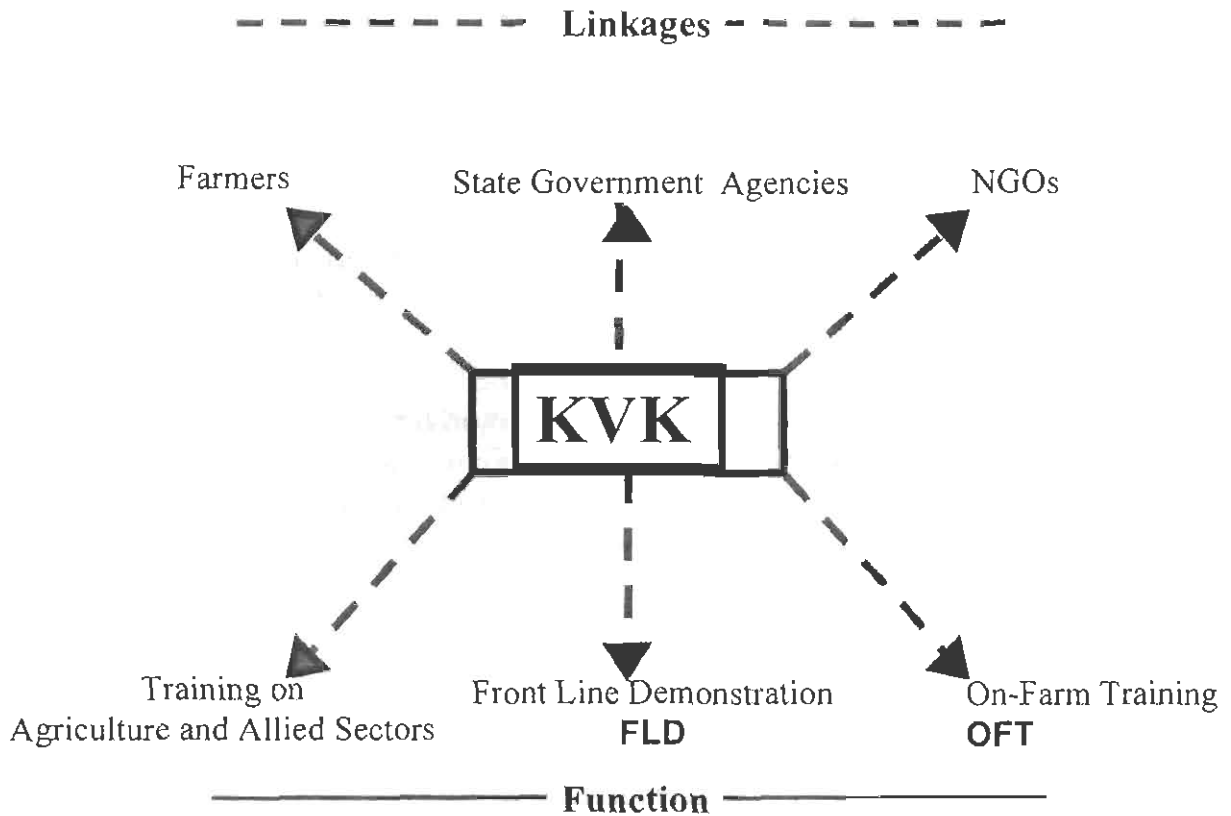 Linkages
Farmers
State Government Agencies
NGOs
KVK
Training on
Agriculture and Allied Sectors
Front Line Demonstration
FLD
On-Farm Training
OFT
Function